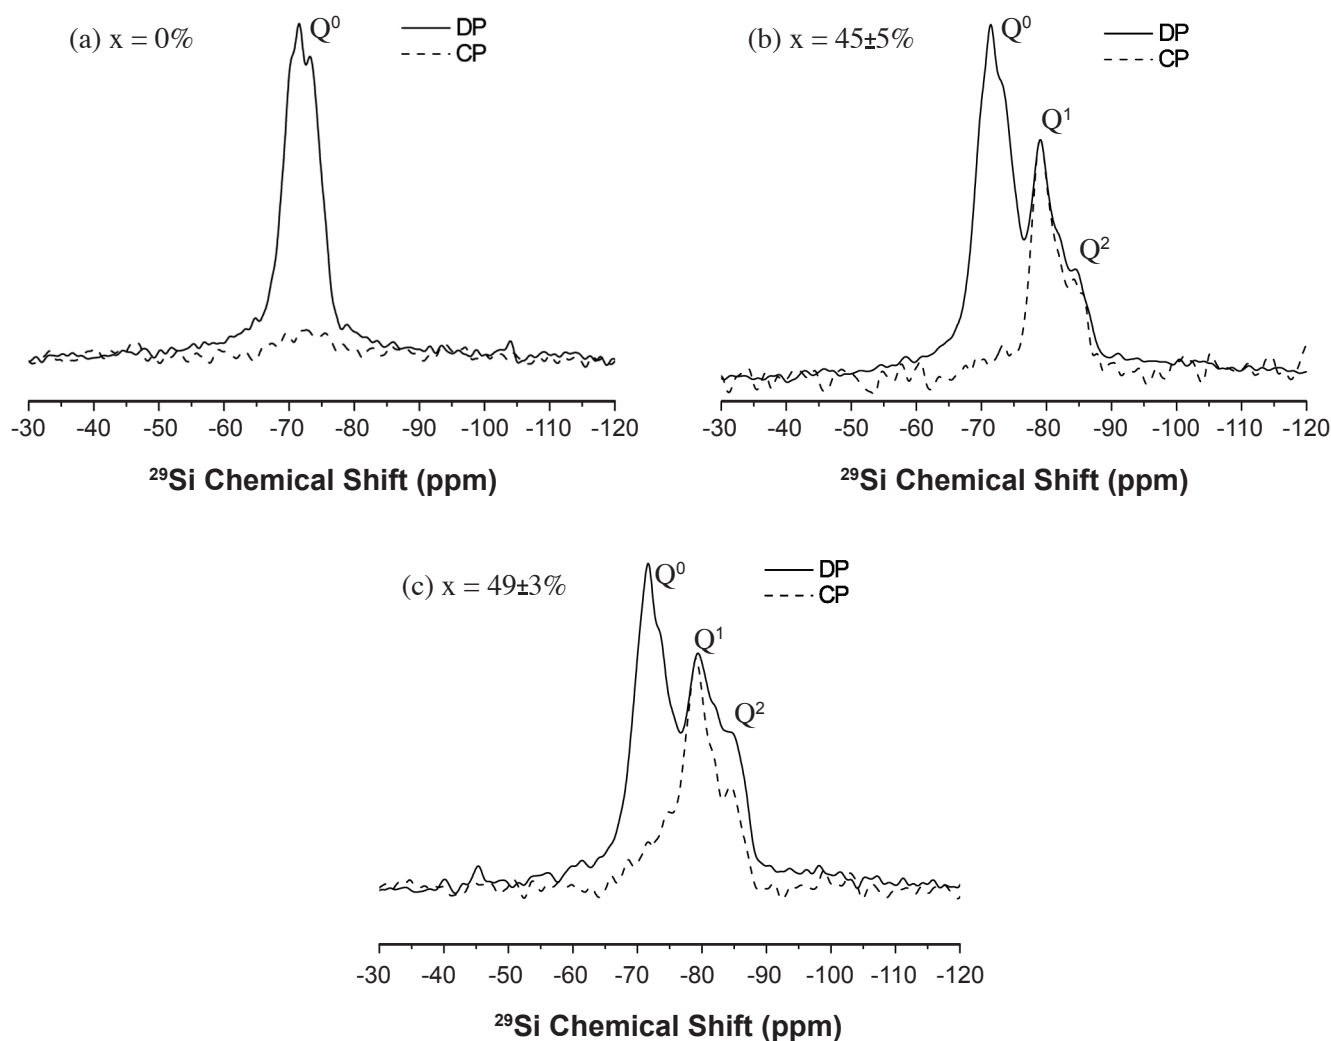 (a) x = 0%
Q⁰
DP
CP
-30 -40 -50 -60 -70 -80 -90 -100 -110 -120
²⁹Si Chemical Shift (ppm)
(b) x = 45±5%
Q⁰
DP
CP
Q¹
Q²
-30 -40 -50 -60 -70 -80 -90 -100 -110 -120
²⁹Si Chemical Shift (ppm)
(c) x = 49±3%
Q⁰
DP
CP
Q¹
Q²
-30 -40 -50 -60 -70 -80 -90 -100 -110 -120
²⁹Si Chemical Shift (ppm)